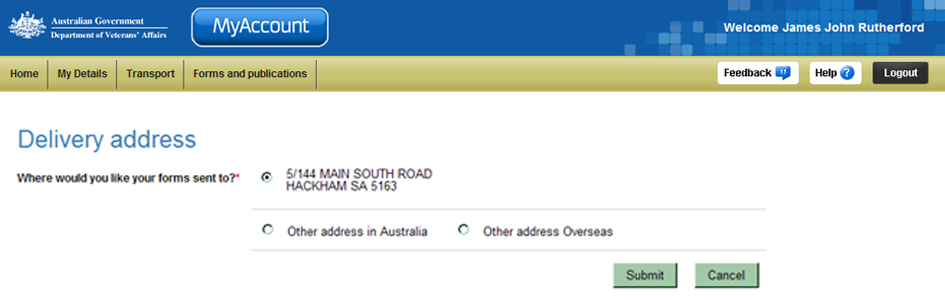 Australian Government
Department of Veterans' Affairs
MyAccount
Welcome James John Rutherford
Home
My Details
Transport
Forms and publications
Feedback
Help ?
Logout
Delivery address
Where would you like your forms sent to?*
5/144 MAIN SOUTH ROAD
HACKHAM SA 5163
Other address in Australia
Other address Overseas
Submit
Cancel